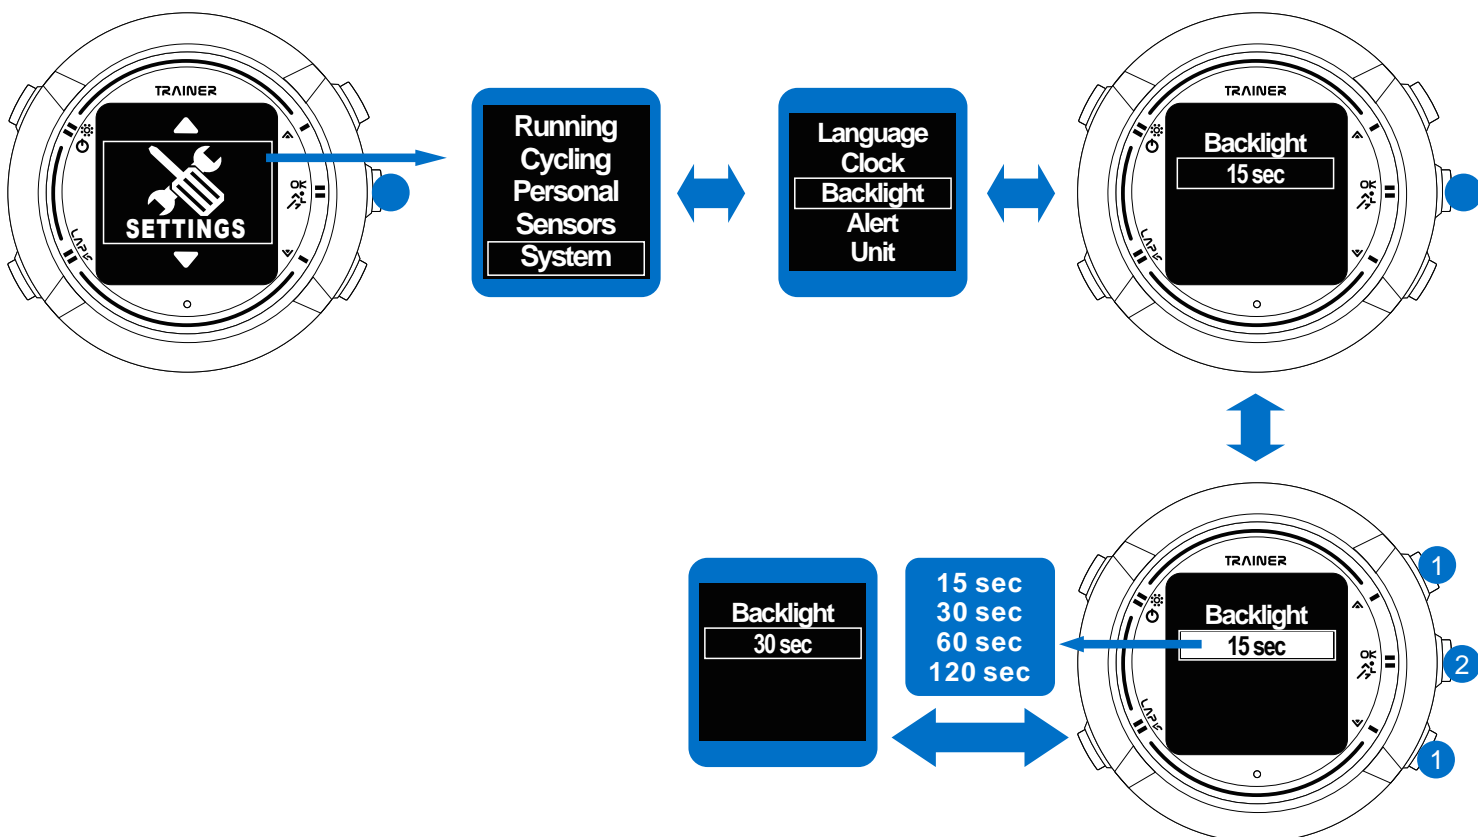 TRAINER
SETTINGS
OK
LAP
Running
Cycling
Personal
Sensors
System
Language
Clock
Backlight
Alert
Unit
TRAINER
Backlight
15 sec
OK
LAP
Backlight
30 sec
15 sec
30 sec
60 sec
120 sec
TRAINER
Backlight
15 sec
OK
LAP
1
2
1